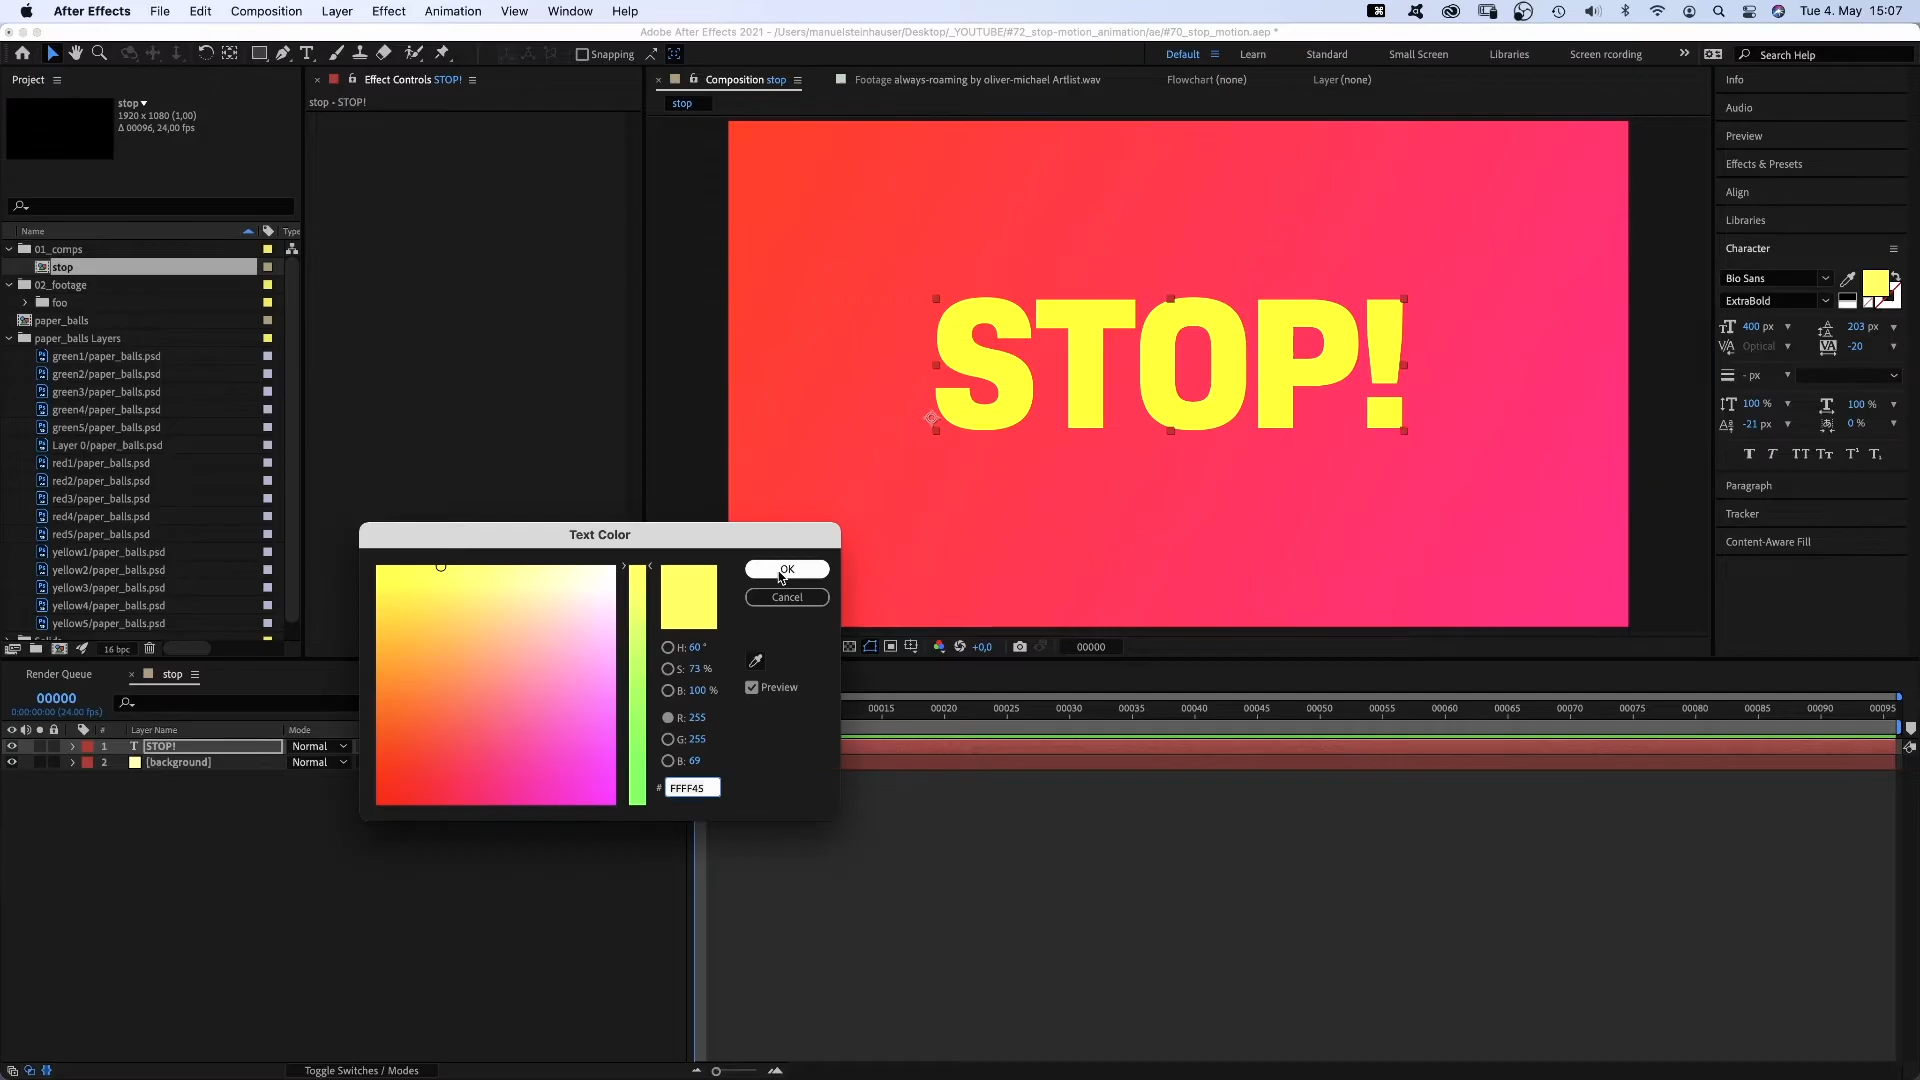 After Effects File Edit Composition Layer Effect Animation View Window Help Tue 4. May 15:07
Adobe After Effects 2021 - /Users/manuelsteinhauser/Desktop/_YOUTUBE/#72_stop-motion_animation/ae/#70_stop_motion.aep *
Snapping Default Learn Standard Small Screen Libraries Screen recording Search Help
Project
stop
1920 x 1080 (1,00)
Δ 00096, 24,00 fps
Name Type
01_comps
stop
02_footage
foo
paper_balls
paper_balls Layers
green1/paper_balls.psd
green2/paper_balls.psd
green3/paper_balls.psd
green4/paper_balls.psd
green5/paper_balls.psd
Layer 0/paper_balls.psd
red1/paper_balls.psd
red2/paper_balls.psd
red3/paper_balls.psd
red4/paper_balls.psd
red5/paper_balls.psd
yellow1/paper_balls.psd
yellow2/paper_balls.psd
yellow3/paper_balls.psd
yellow4/paper_balls.psd
yellow5/paper_balls.psd
16 bpc
Effect Controls STOP!
stop • STOP!
Composition stop Footage always-roaming by oliver-michael Artlist.wav Flowchart (none) Layer (none)
stop
STOP!
+0,0 00000
Info
Audio
Preview
Effects & Presets
Align
Libraries
Character
Bio Sans
ExtraBold
400 px 203 px
Optical -20
- px
100 % 100 %
-21 px 0 %
T T TT Tт T¹ T₁
Paragraph
Tracker
Content-Aware Fill
Text Color
OK
Cancel
H: 60 °
S: 73 %
B: 100 %
Preview
R: 255
G: 255
B: 69
# FFFF45
Render Queue stop
00000
0:00:00:00 (24.00 fps)
# Layer Name Mode
1 T STOP! Normal
2 [background] Normal
00015 00020 00025 00030 00035 00040 00045 00050 00055 00060 00065 00070 00075 00080 00085 00090 00095
Toggle Switches / Modes